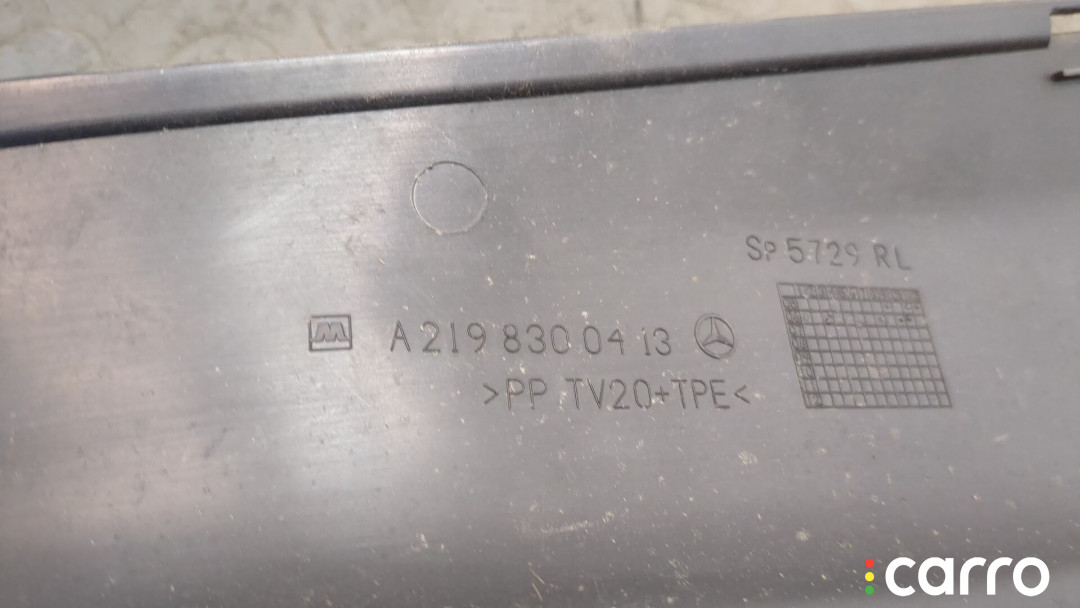 Sp 5729 RL
A 219 830 04 13
>PP TV20+TPE<
carro